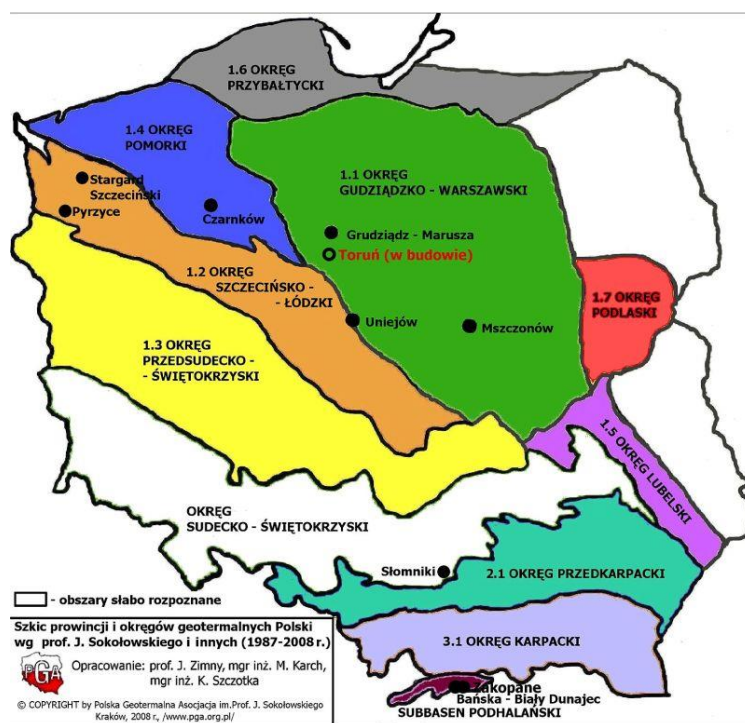 1.6 OKRĘG
PRZYBAŁTYCKI
1.4 OKRĘG
POMORKI
1.1 OKRĘG
GUDZIĄDZKO - WARSZAWSKI
Stargard
Szczeciński
Pyrzyce
Czarnków
Grudziądz - Marusza
Toruń (w budowie)
1.2 OKRĘG
SZCZECIŃSKO -
- ŁÓDZKI
1.7 OKRĘG
PODLASKI
Uniejów
Mszczonów
1.3 OKRĘG
PRZEDSUDECKO -
- ŚWIĘTOKRZYSKI
1.5 OKRĘG LUBELSKI
OKRĘG
SUDECKO - ŚWIĘTOKRZYSKI
Słomniki
2.1 OKRĘG PRZEDKARPACKI
- obszary słabo rozpoznane
3.1 OKRĘG KARPACKI
Zakopane
Bańska - Biały Dunajec
SUBBASEN PODHALAŃSKI
Szkic prowincji i okręgów geotermalnych Polski
wg prof. J. Sokołowskiego i innych (1987-2008 r.)
PGA
Opracowanie: prof. J. Zimny, mgr inż. M. Karch,
mgr inż. K. Szczotka
© COPYRIGHT by Polska Geotermalna Asocjacja im.Prof. J. Sokołowskiego
Kraków, 2008 r., /www.pga.org.pl/